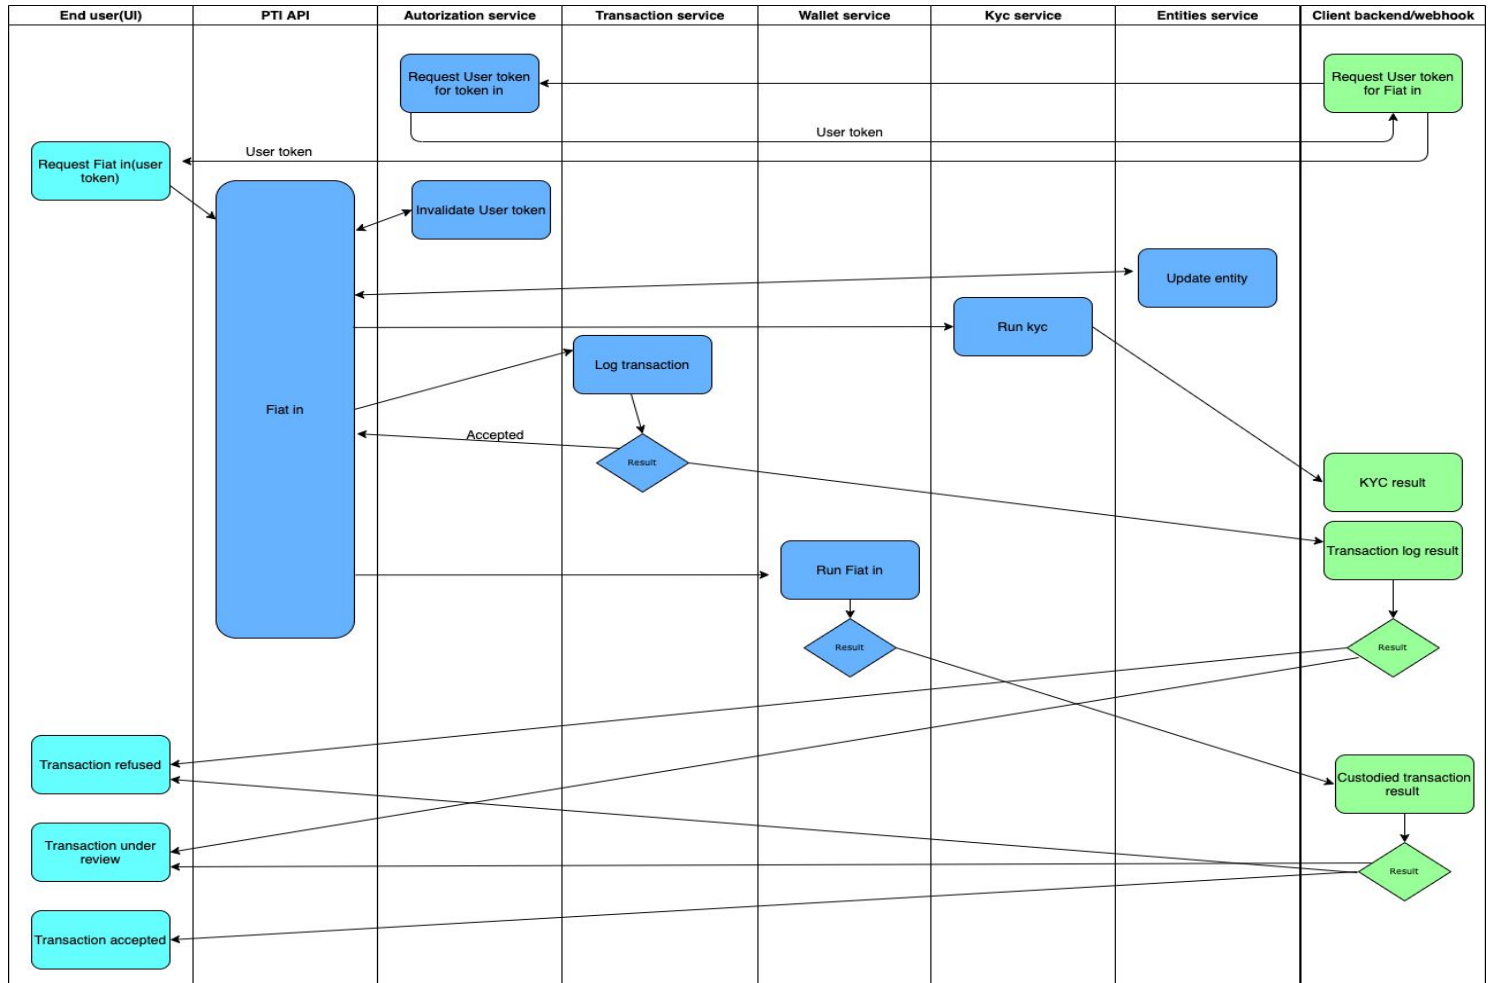 End user(UI)
PTI API
Autorization service
Transaction service
Wallet service
Kyc service
Entities service
Client backend/webhook
Request User token
for token in
Request User token
for Fiat in
User token
User token
Request Fiat in(user
token)
Invalidate User token
Update entity
Run kyc
Log transaction
Fiat in
Accepted
Result
KYC result
Transaction log result
Run Fiat in
Result
Result
Transaction refused
Custodied transaction
result
Transaction under
review
Result
Transaction accepted